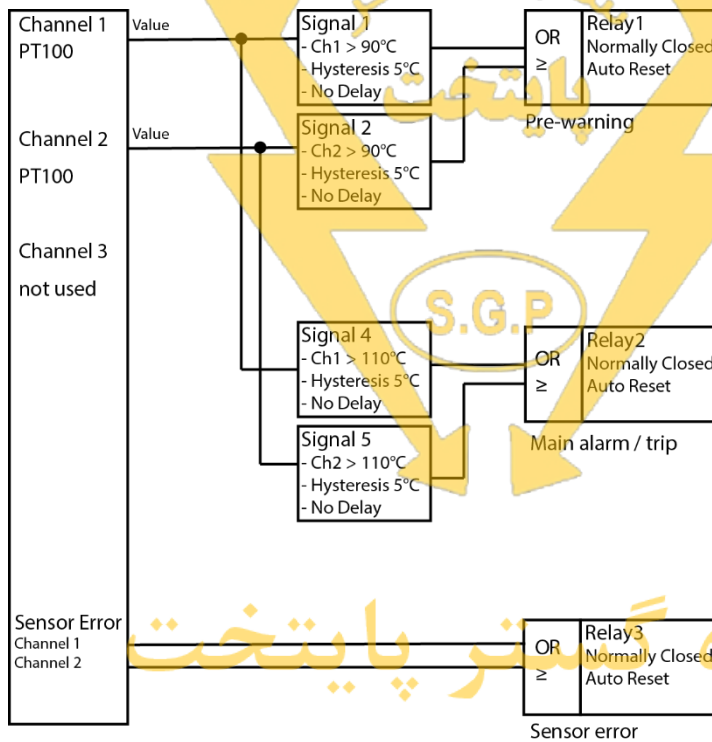 Channel 1
PT100
Value
Signal 1
- Ch1 > 90°C
- Hysteresis 5°C
- No Delay
OR
≥
Relay1
Normally Closed
Auto Reset
Pre-warning
Channel 2
PT100
Value
Signal 2
- Ch2 > 90°C
- Hysteresis 5°C
- No Delay
پایتخت
Channel 3
not used
S.G.P
Signal 4
- Ch1 > 110°C
- Hysteresis 5°C
- No Delay
OR
≥
Relay2
Normally Closed
Auto Reset
Main alarm / trip
Signal 5
- Ch2 > 110°C
- Hysteresis 5°C
- No Delay
Sensor Error
Channel 1
Channel 2
OR
≥
Relay3
Normally Closed
Auto Reset
Sensor error
گستر پایتخت